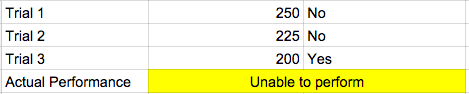 Trial 1 250 No
Trial 2 225 No
Trial 3 200 Yes
Actual Performance Unable to perform